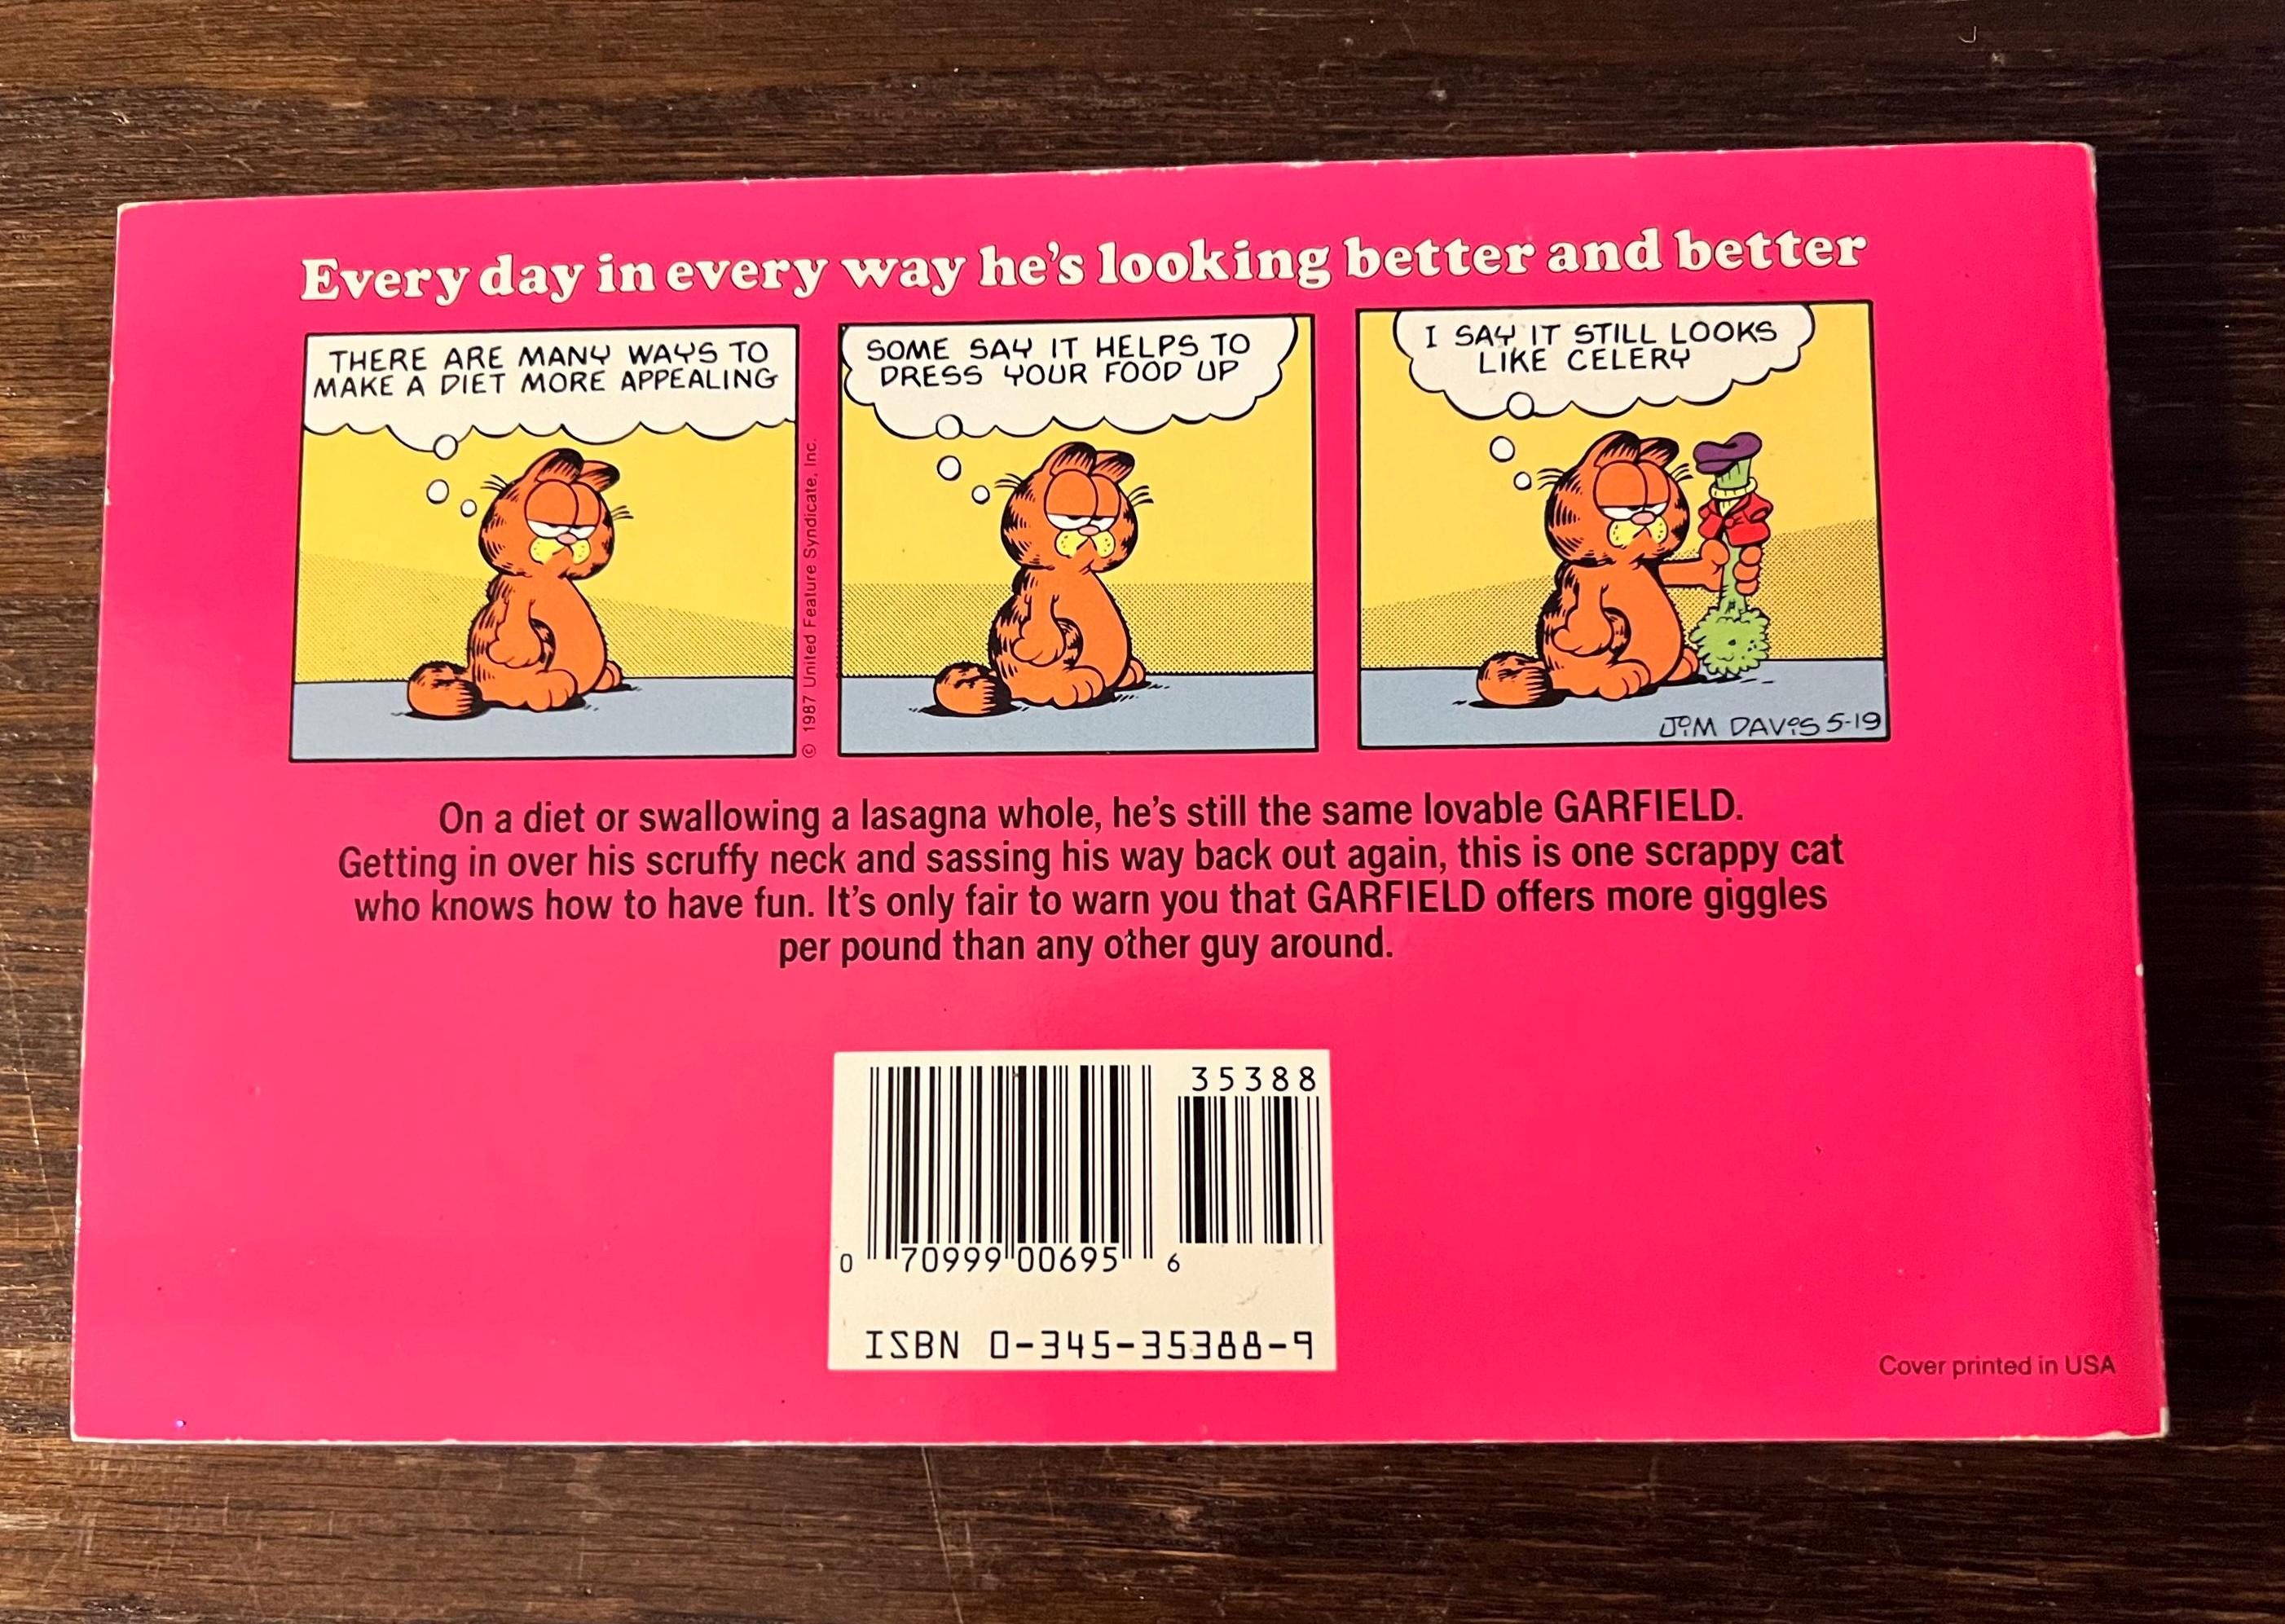 Every day in every way he's looking better and better
THERE ARE MANY WAYS TO
MAKE A DIET MORE APPEALING
© 1987 United Feature Syndicate, Inc.
SOME SAY IT HELPS TO
DRESS YOUR FOOD UP
I SAY IT STILL LOOKS
LIKE CELERY
JIM DAVIS 5-19
On a diet or swallowing a lasagna whole, he's still the same lovable GARFIELD.
Getting in over his scruffy neck and sassing his way back out again, this is one scrappy cat
who knows how to have fun. It's only fair to warn you that GARFIELD offers more giggles
per pound than any other guy around.
35388
0 70999 00695 6
ISBN 0-345-35388-9
Cover printed in USA